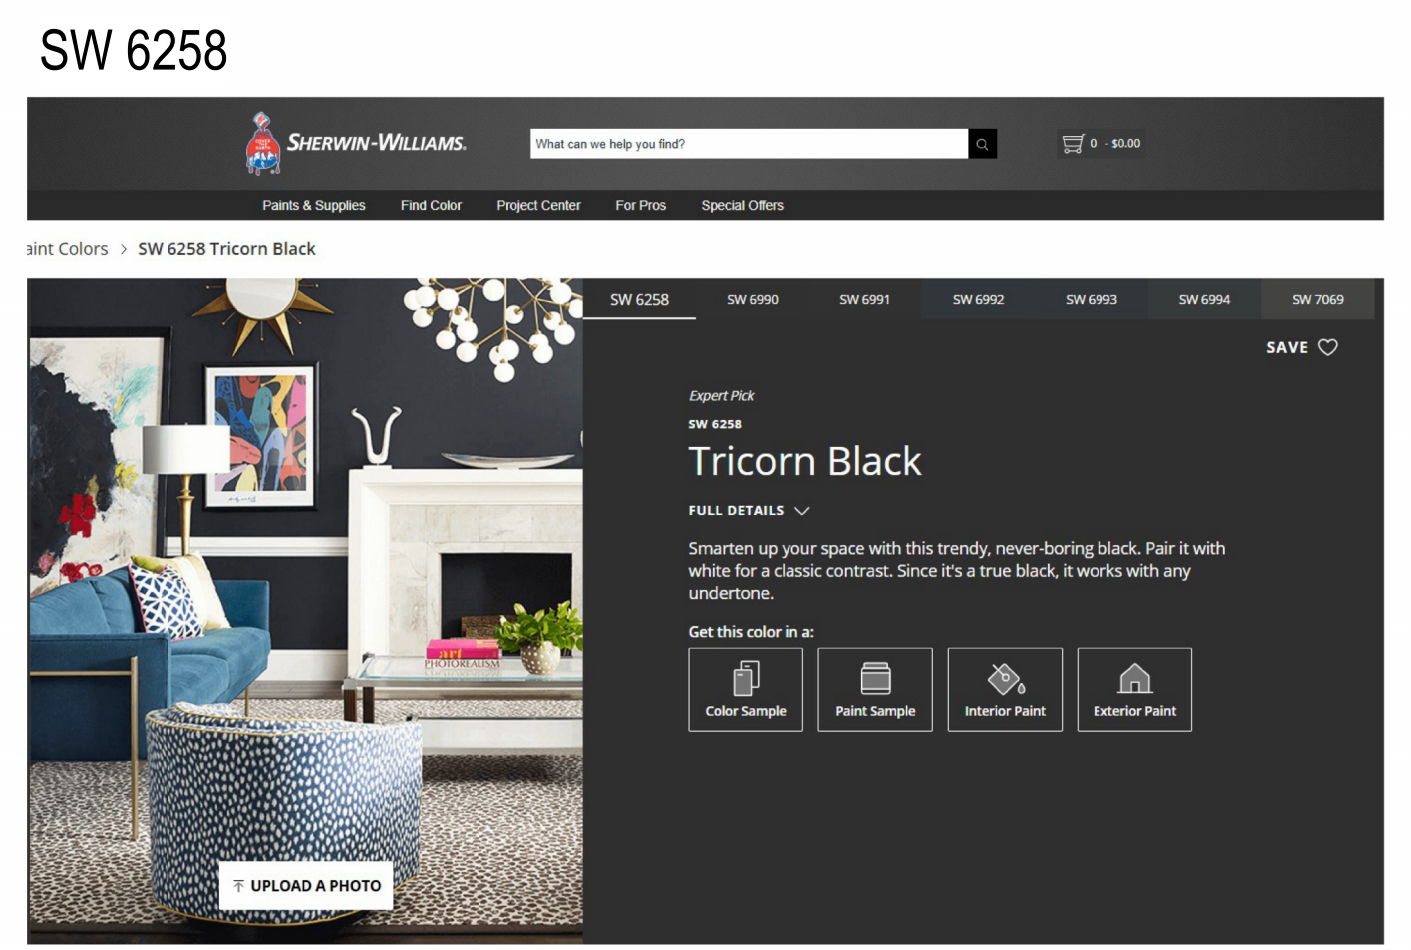 SW 6258
COVER THE EARTH
SHERWIN-WILLIAMS.
What can we help you find?
0 - $0.00
Paints & Supplies Find Color Project Center For Pros Special Offers
aint Colors > SW 6258 Tricorn Black
SW 6258 SW 6990 SW 6991 SW 6992 SW 6993 SW 6994 SW 7069
SAVE
Expert Pick
SW 6258
Tricorn Black
FULL DETAILS
Smarten up your space with this trendy, never-boring black. Pair it with
white for a classic contrast. Since it's a true black, it works with any
undertone.
Get this color in a:
Color Sample Paint Sample Interior Paint Exterior Paint
art
PHOTOREALISM
UPLOAD A PHOTO